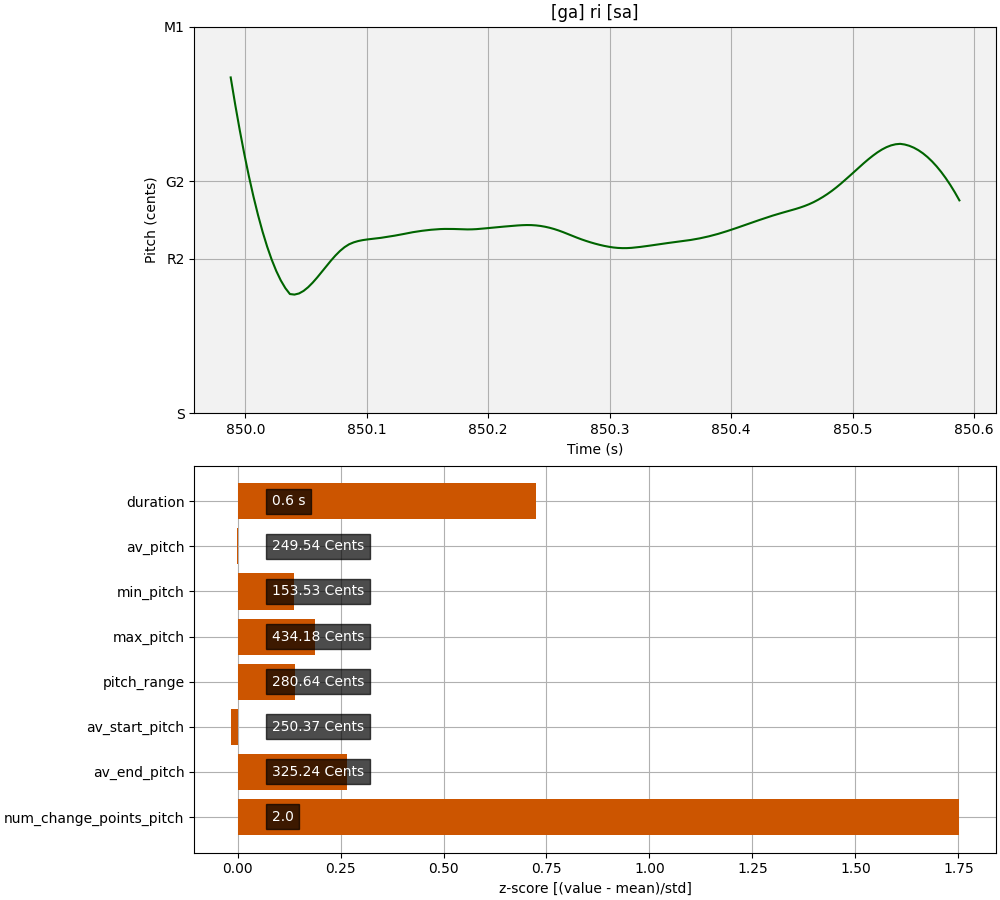 [ga] ri [sa]
M1
G2
R2
S
Pitch (cents)
850.0 850.1 850.2 850.3 850.4 850.5 850.6
Time (s)
duration 0.6 s
av_pitch 249.54 Cents
min_pitch 153.53 Cents
max_pitch 434.18 Cents
pitch_range 280.64 Cents
av_start_pitch 250.37 Cents
av_end_pitch 325.24 Cents
num_change_points_pitch 2.0
0.00 0.25 0.50 0.75 1.00 1.25 1.50 1.75
z-score [(value - mean)/std]